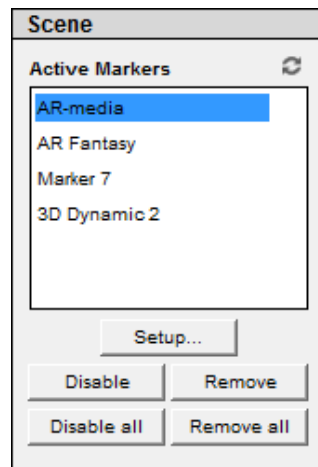 Scene
Active Markers
AR-media
AR Fantasy
Marker 7
3D Dynamic 2
Setup...
Disable Remove
Disable all Remove all